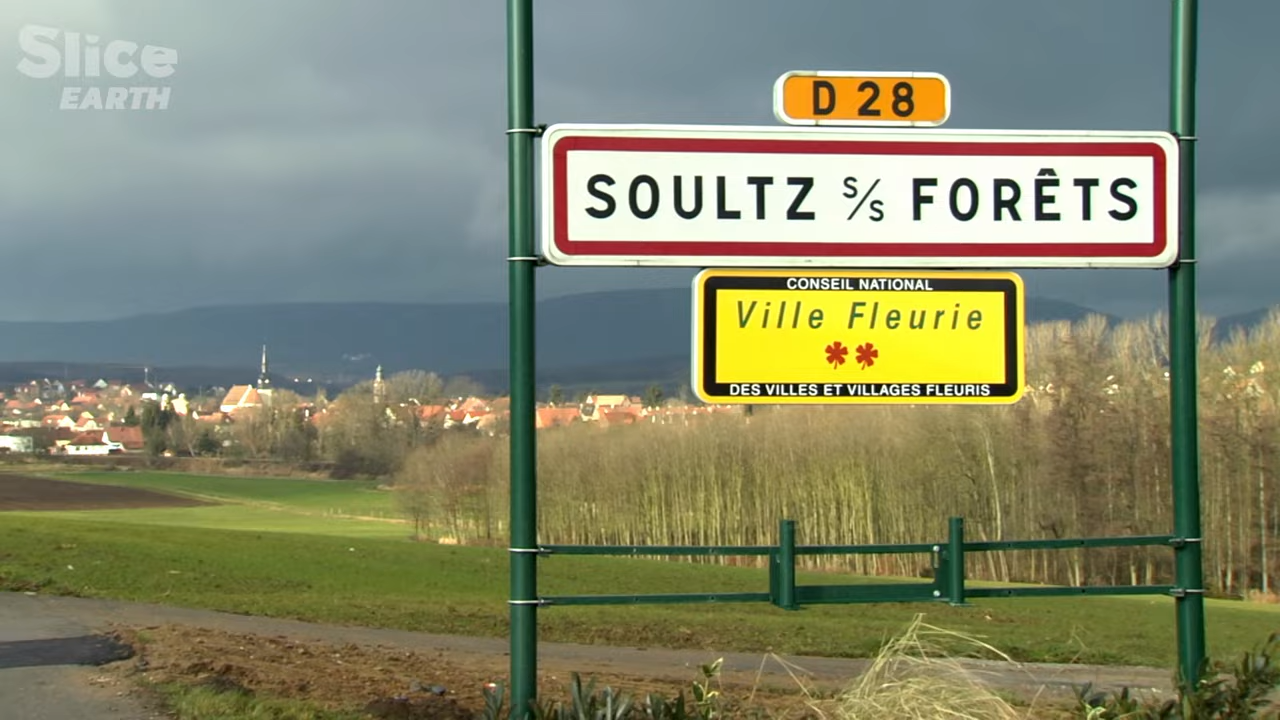 Slice
EARTH
D 28
SOULTZ S/S FORÊTS
CONSEIL NATIONAL
Ville Fleurie
DES VILLES ET VILLAGES FLEURIS